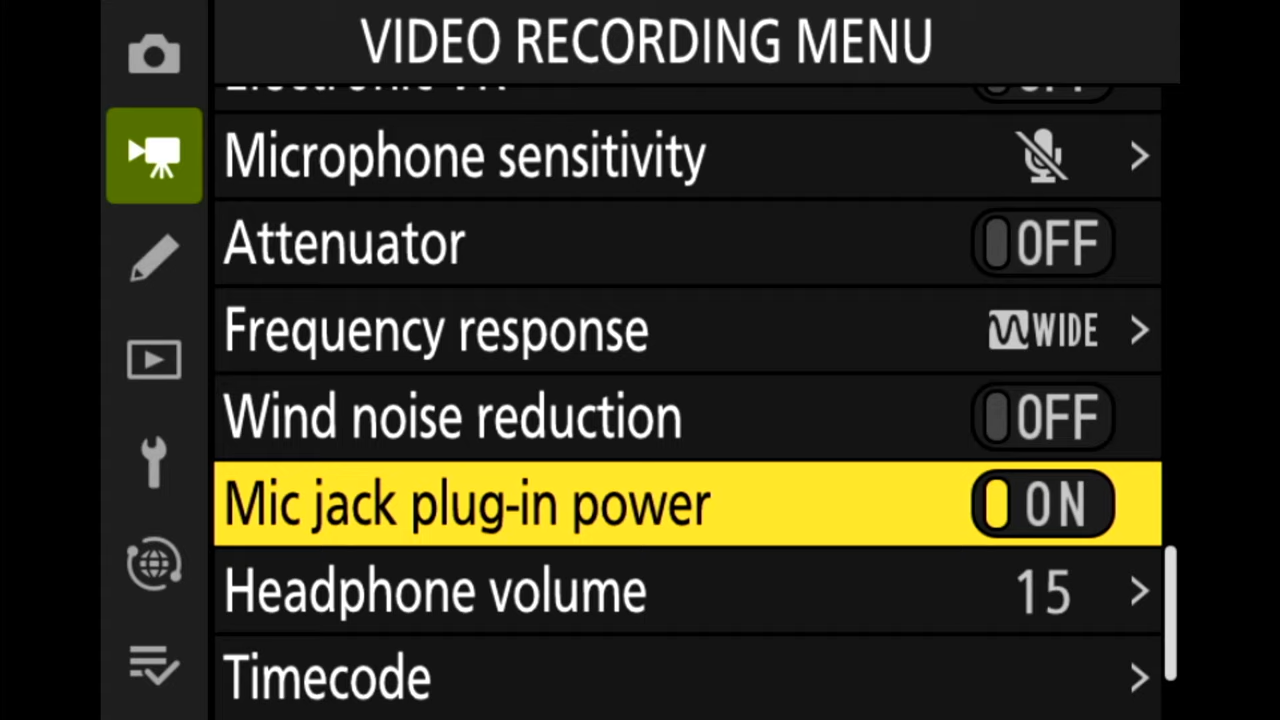 VIDEO RECORDING MENU
Microphone sensitivity
Attenuator OFF
Frequency response WIDE
Wind noise reduction OFF
Mic jack plug-in power ON
Headphone volume 15
Timecode